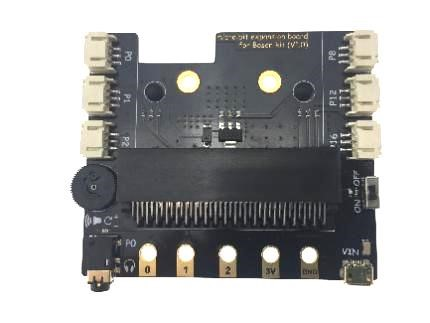 micro:bit expansion board
for Boson kit (V1.0)
P0
P8
P1
P12
P2
P16
ON
OFF
P0
VIN
0
1
2
3V
GND